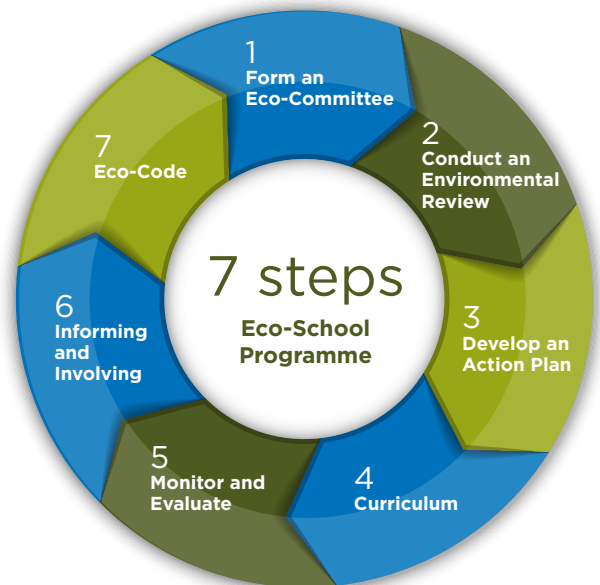 7 steps
Eco-School
Programme
1
Form an
Eco-Committee
2
Conduct an
Environmental
Review
3
Develop an
Action Plan
4
Curriculum
5
Monitor and
Evaluate
6
Informing
and
Involving
7
Eco-Code